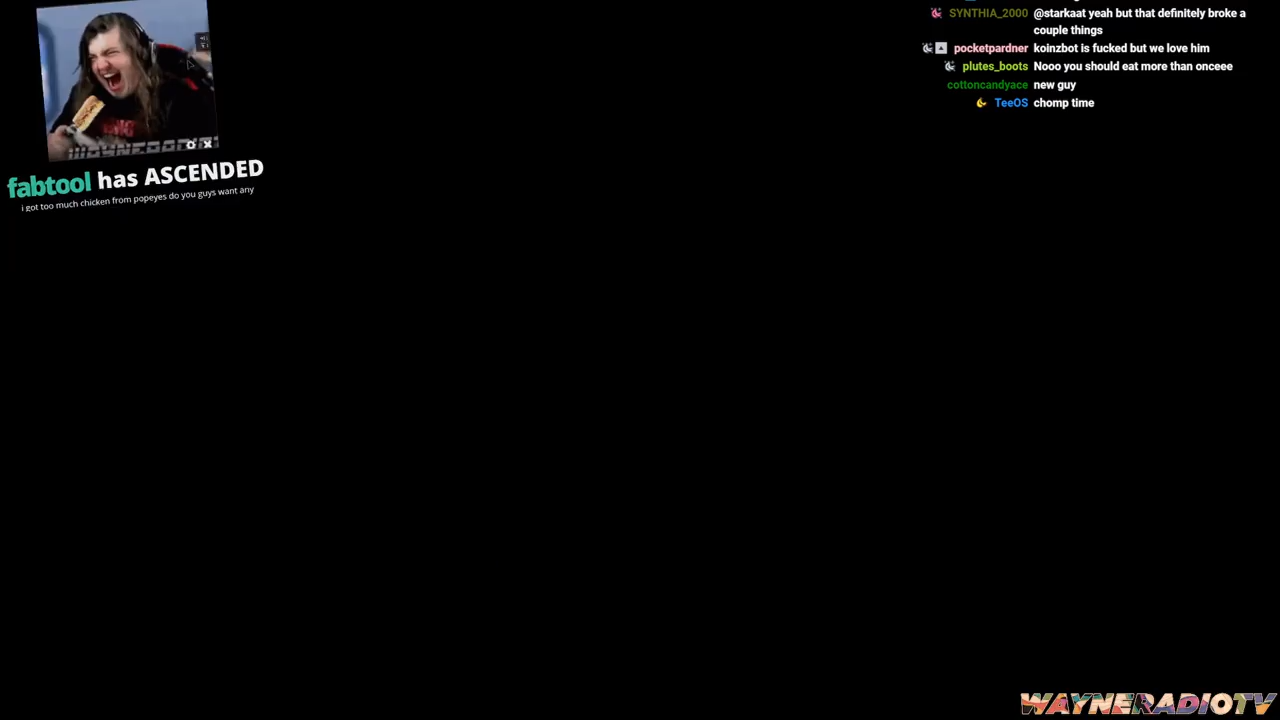 SYNTHIA_2000 @starkaat yeah but that definitely broke a
couple things
pocketpardner koinzbot is fucked but we love him
plutes_boots Nooo you should eat more than onceee
cottoncandyace new guy
TeeOS chomp time
fabtool has ASCENDED
i got too much chicken from popeyes do you guys want any
WAYNERADIOTV